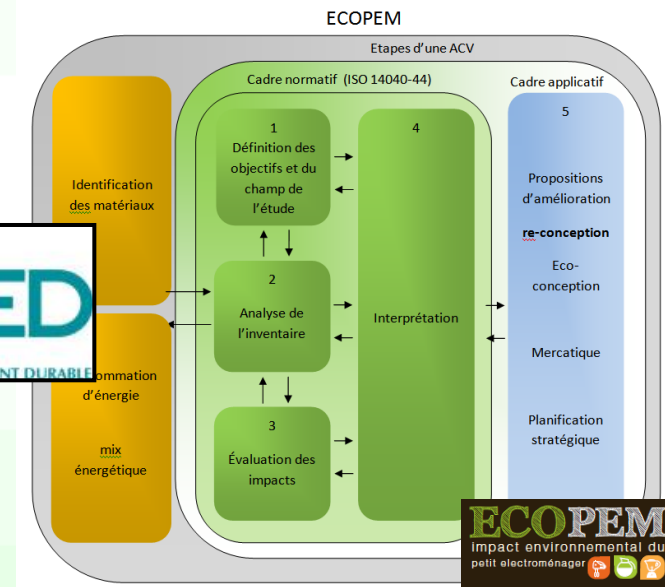 ECOPEM
Etapes d'une ACV
Cadre normatif (ISO 14040-44)
Cadre applicatif
Identification
des matériaux
ED
NT DURABLE
ommation
d'énergie
mix
énergétique
1
Définition des
objectifs et du
champ de
l'étude
2
Analyse de
l'inventaire
3
Évaluation des
impacts
4
Interprétation
5
Propositions
d'amélioration
re-conception
Eco-
conception
Mercatique
Planification
stratégique
ECOPEM
impact environnemental du
petit electroménager